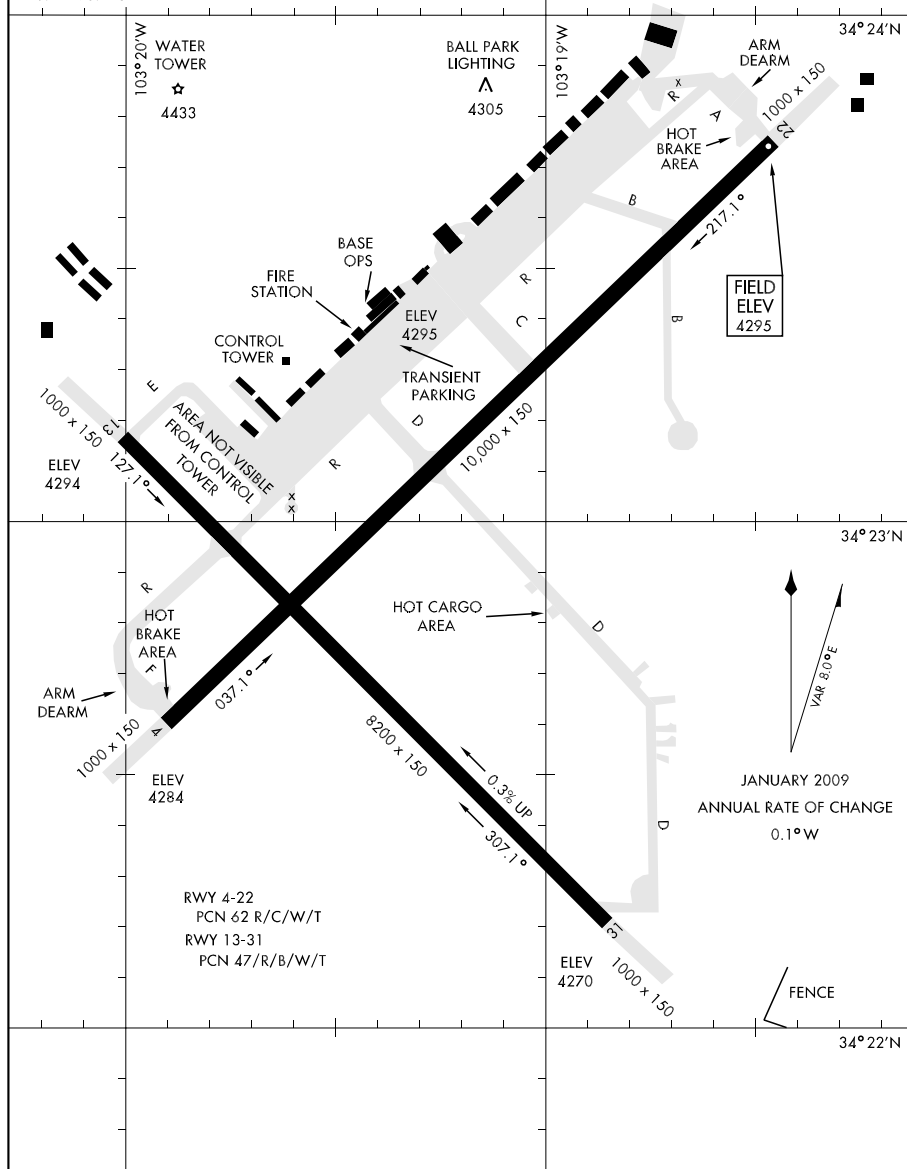 103°20'W
WATER
TOWER
4433
BALL PARK
LIGHTING
4305
103°19'W
ARM
DEARM
34°24'N
1000 x 150
22
x
R
A
HOT
BRAKE
AREA
B
217.1°
FIELD
ELEV
4295
BASE
OPS
FIRE
STATION
R
C
B
ELEV
4295
CONTROL
TOWER
TRANSIENT
PARKING
E
D
1000 x 150
13
AREA NOT VISIBLE
FROM CONTROL
TOWER
R
10,000 x 150
ELEV
4294
127.1°
x
x
34°23'N
R
HOT
BRAKE
AREA
F
HOT CARGO
AREA
D
ARM
DEARM
037.1°
VAR 8.0°E
1000 x 150
4
8200 x 150
ELEV
4284
0.3% UP
307.1°
D
JANUARY 2009
ANNUAL RATE OF CHANGE
0.1°W
RWY 4-22
PCN 62 R/C/W/T
RWY 13-31
PCN 47/R/B/W/T
31
ELEV
4270
1000 x 150
FENCE
34°22'N